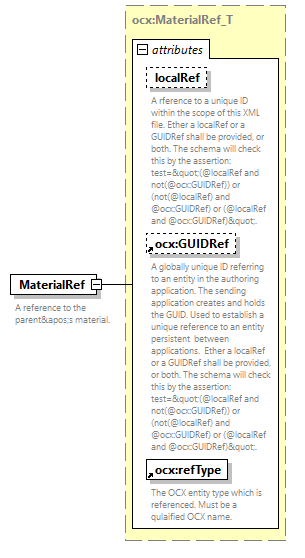 ocx:MaterialRef_T
attributes
localRef
A rference to a unique ID
within the scope of this XML
file. Ether a localRef or a
GUIDRef shall be provided, or
both. The schema will check
this by the assertion:
test=&quot;(@localRef and
not(@ocx:GUIDRef)) or
(not(@localRef) and
@ocx:GUIDRef) or (@localRef
and @ocx:GUIDRef)&quot;.
ocx:GUIDRef
A globally unique ID referring
to an entity in the authoring
application. The sending
application creates and holds
the GUID. Used to establish a
unique reference to an entity
persistent  between
applications.  Ether a localRef
or a GUIDRef shall be provided,
or both. The schema will check
this by the assertion:
test=&quot;(@localRef and
not(@ocx:GUIDRef)) or
(not(@localRef) and
@ocx:GUIDRef) or (@localRef
and @ocx:GUIDRef)&quot;.
MaterialRef
A reference to the
parent&apos;s material.
ocx:refType
The OCX entity type which is
referenced. Must be a
qulaified OCX name.